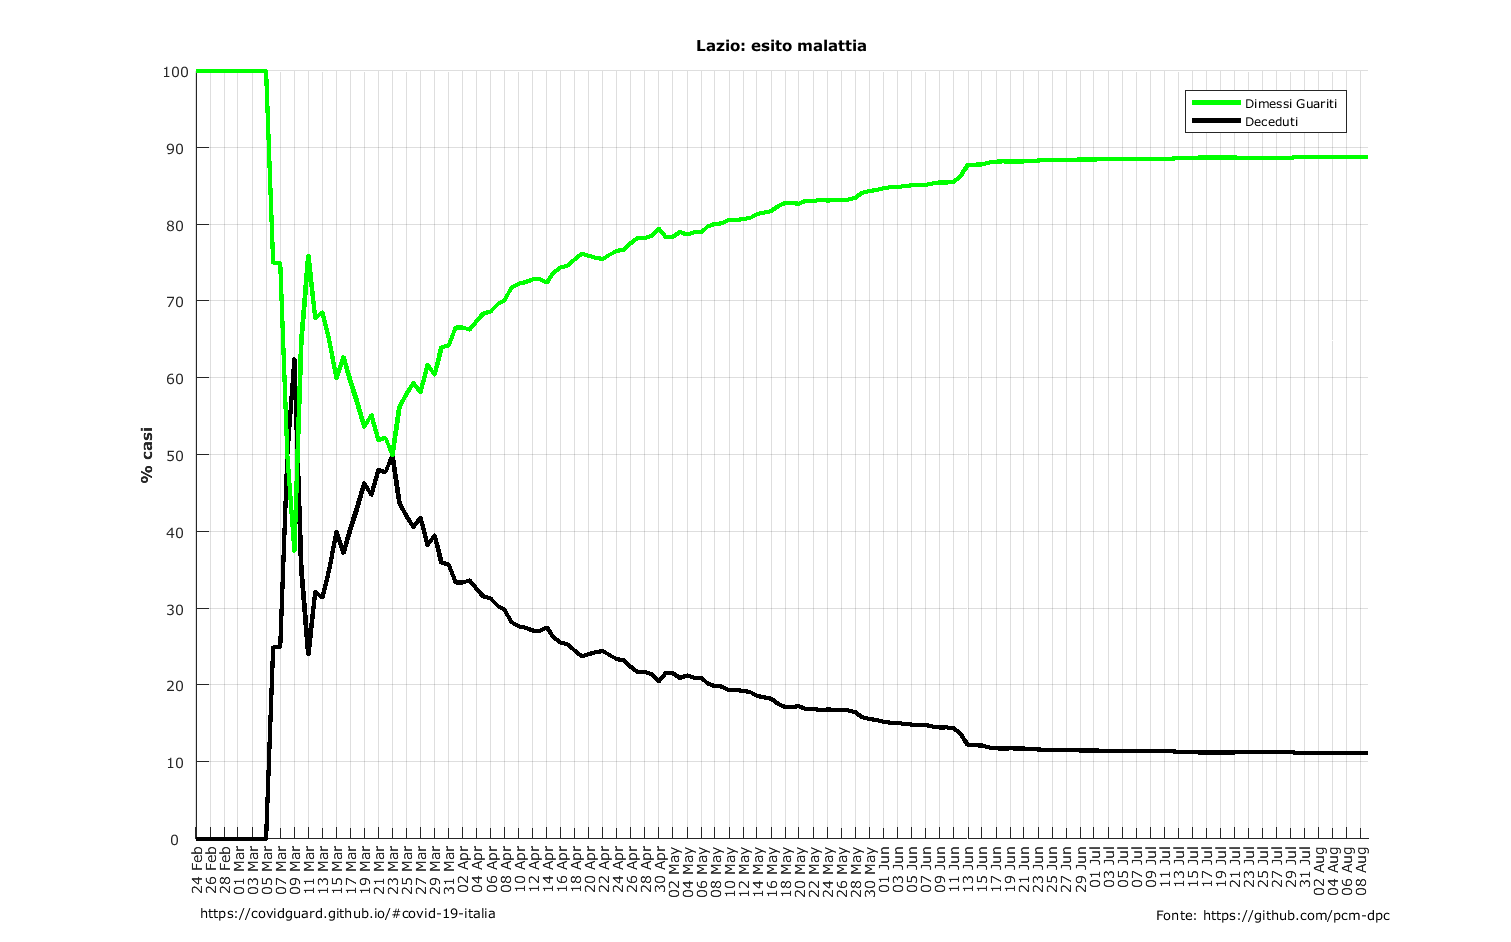 Lazio: esito malattia
Dimessi Guariti
Deceduti
% casi
100
90
80
70
60
50
40
30
20
10
0
24 Feb
26 Feb
28 Feb
01 Mar
03 Mar
05 Mar
07 Mar
09 Mar
11 Mar
13 Mar
15 Mar
17 Mar
19 Mar
21 Mar
23 Mar
25 Mar
27 Mar
29 Mar
31 Mar
02 Apr
04 Apr
06 Apr
08 Apr
10 Apr
12 Apr
14 Apr
16 Apr
18 Apr
20 Apr
22 Apr
24 Apr
26 Apr
28 Apr
30 Apr
02 May
04 May
06 May
08 May
10 May
12 May
14 May
16 May
18 May
20 May
22 May
24 May
26 May
28 May
30 May
01 Jun
03 Jun
05 Jun
07 Jun
09 Jun
11 Jun
13 Jun
15 Jun
17 Jun
19 Jun
21 Jun
23 Jun
25 Jun
27 Jun
29 Jun
01 Jul
03 Jul
05 Jul
07 Jul
09 Jul
11 Jul
13 Jul
15 Jul
17 Jul
19 Jul
21 Jul
23 Jul
25 Jul
27 Jul
29 Jul
31 Jul
02 Aug
04 Aug
06 Aug
08 Aug
https://covidguard.github.io/#covid-19-italia
Fonte: https://github.com/pcm-dpc